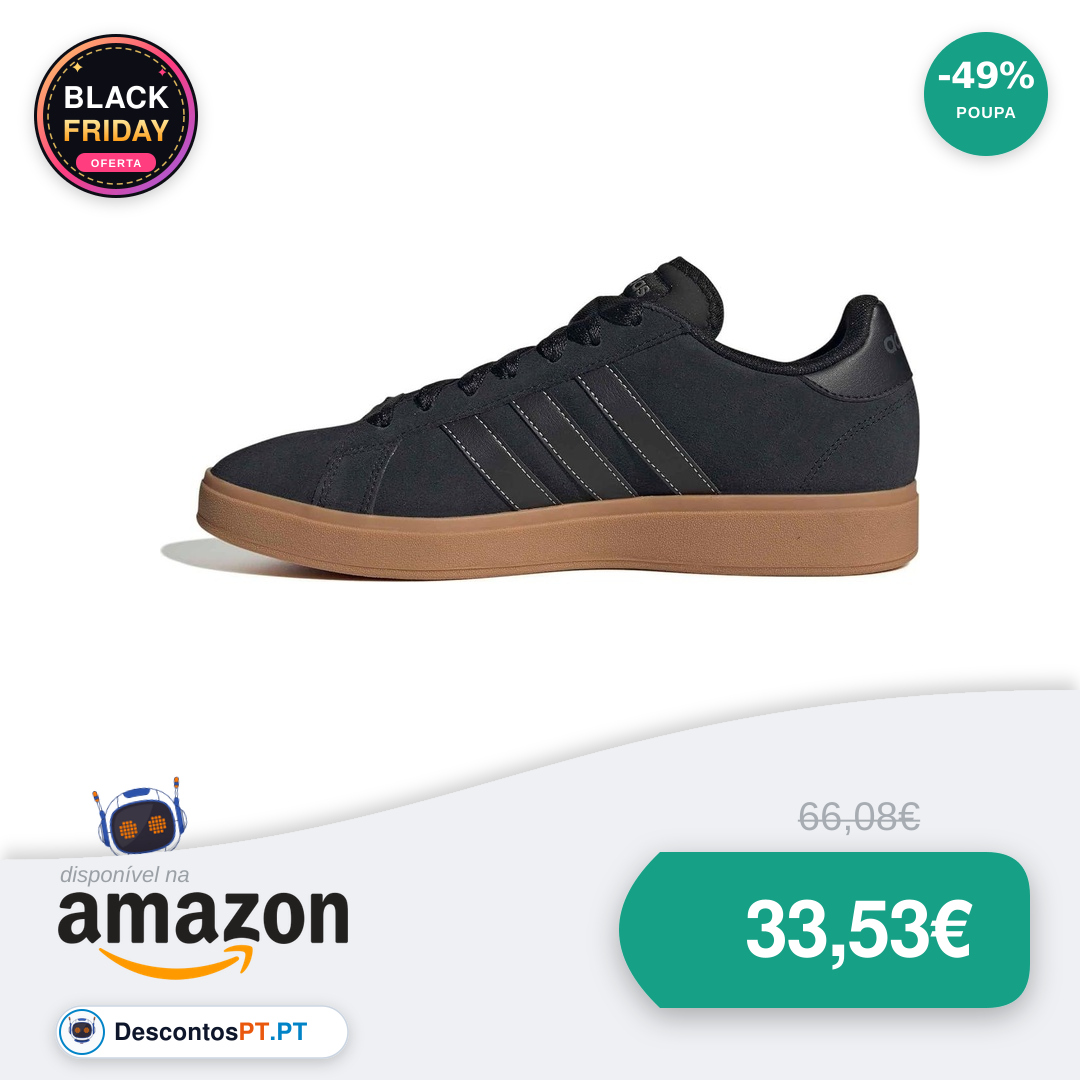 BLACK
FRIDAY
OFERTA
-49%
POUPA
66,08€
33,53€
disponível na
amazon
DescontosPT.PT